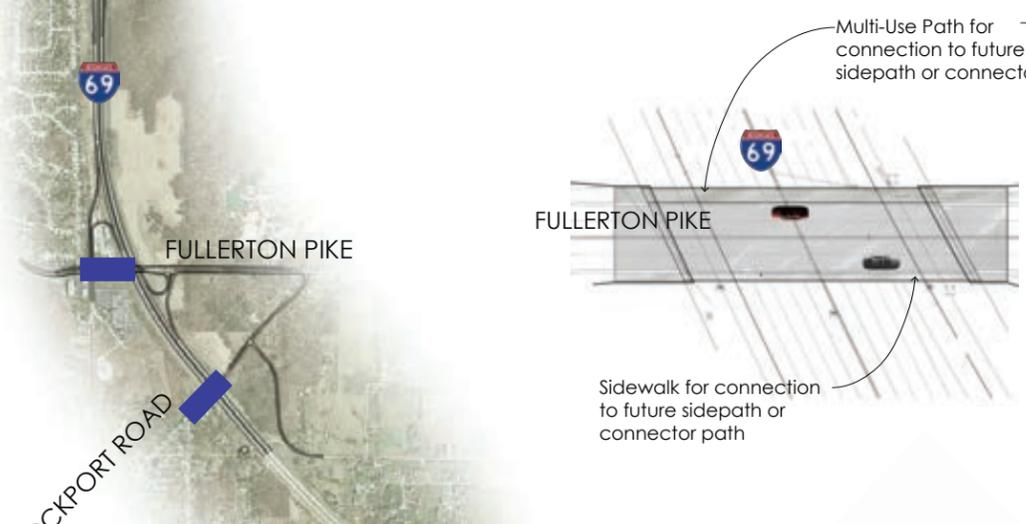 69
FULLERTON PIKE
CKPORT ROAD
Multi-Use Path for
connection to future
sidepath or connecto
69
FULLERTON PIKE
Sidewalk for connection
to future sidepath or
connector path